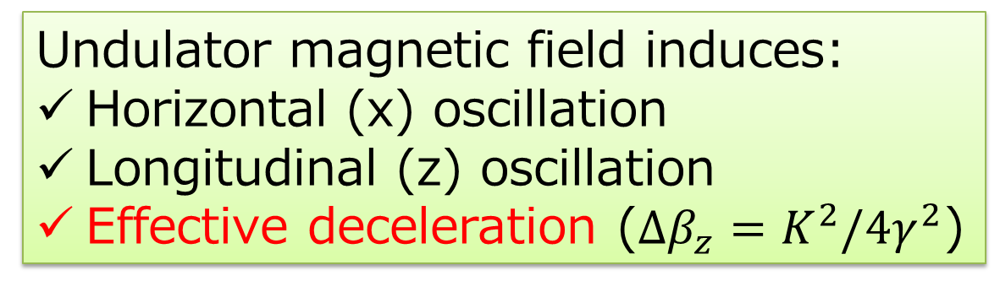 Undulator magnetic field induces:
✓ Horizontal (x) oscillation
✓ Longitudinal (z) oscillation
✓ Effective deceleration (Δβ_z = K²/4γ²)